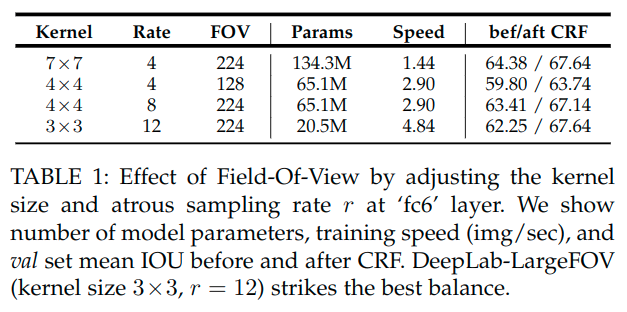 Kernel Rate FOV Params Speed bef/aft CRF
7×7 4 224 134.3M 1.44 64.38 / 67.64
4×4 4 128 65.1M 2.90 59.80 / 63.74
4×4 8 224 65.1M 2.90 63.41 / 67.14
3×3 12 224 20.5M 4.84 62.25 / 67.64
TABLE 1: Effect of Field-Of-View by adjusting the kernel
size and atrous sampling rate r at ‘fc6’ layer. We show
number of model parameters, training speed (img/sec), and
val set mean IOU before and after CRF. DeepLab-LargeFOV
(kernel size 3×3, r = 12) strikes the best balance.